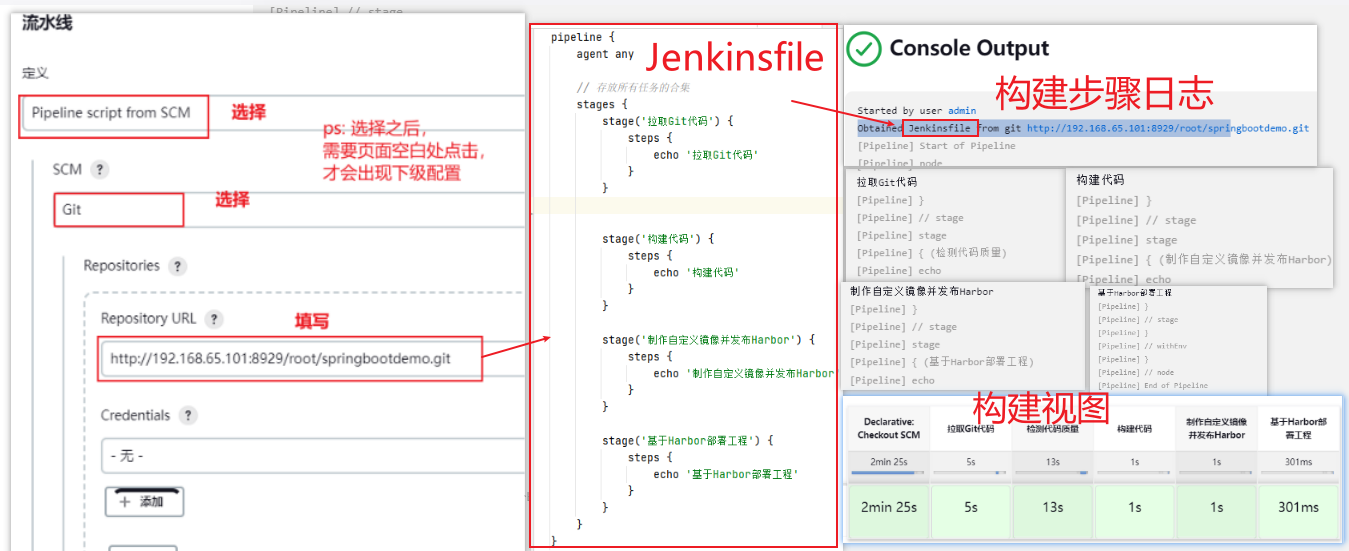 [Pipeline] // stage
流水线
定义
Pipeline script from SCM
选择
ps: 选择之后，
需要页面空白处点击，
才会出现下级配置
SCM ?
Git
选择
Repositories ?
Repository URL ?
填写
http://192.168.65.101:8929/root/springbootdemo.git
Credentials ?
- 无 -
+ 添加
Jenkinsfile
pipeline {
agent any
// 存放所有任务的合集
stages {
stage('拉取Git代码') {
steps {
echo '拉取Git代码'
}
}
stage('构建代码') {
steps {
echo '构建代码'
}
}
stage('制作自定义镜像并发布Harbor') {
steps {
echo '制作自定义镜像并发布Harbor
}
}
stage('基于Harbor部署工程') {
steps {
echo '基于Harbor部署工程'
}
}
}
}
Console Output
构建步骤日志
Started by user admin
Obtained Jenkinsfile from git http://192.168.65.101:8929/root/springbootdemo.git
[Pipeline] Start of Pipeline
[Pipeline] node
拉取Git代码
[Pipeline] }
[Pipeline] // stage
[Pipeline] stage
[Pipeline] { (检测代码质量)
[Pipeline] echo
构建代码
[Pipeline] }
[Pipeline] // stage
[Pipeline] stage
[Pipeline] { (制作自定义镜像并发布Harbor)
[Pipeline] echo
制作自定义镜像并发布Harbor
[Pipeline] }
[Pipeline] // stage
[Pipeline] stage
[Pipeline] { (基于Harbor部署工程)
[Pipeline] echo
基于Harbor部署工程
[Pipeline] }
[Pipeline] // stage
[Pipeline] }
[Pipeline] // withEnv
[Pipeline] }
[Pipeline] // node
[Pipeline] End of Pipeline
构建视图
Declarative:
Checkout SCM
拉取Git代码
检测代码质量
构建代码
制作自定义镜像
并发布Harbor
基于Harbor部
署工程
2min 25s 5s 13s 1s 1s 301ms
2min 25s 5s 13s 1s 1s 301ms